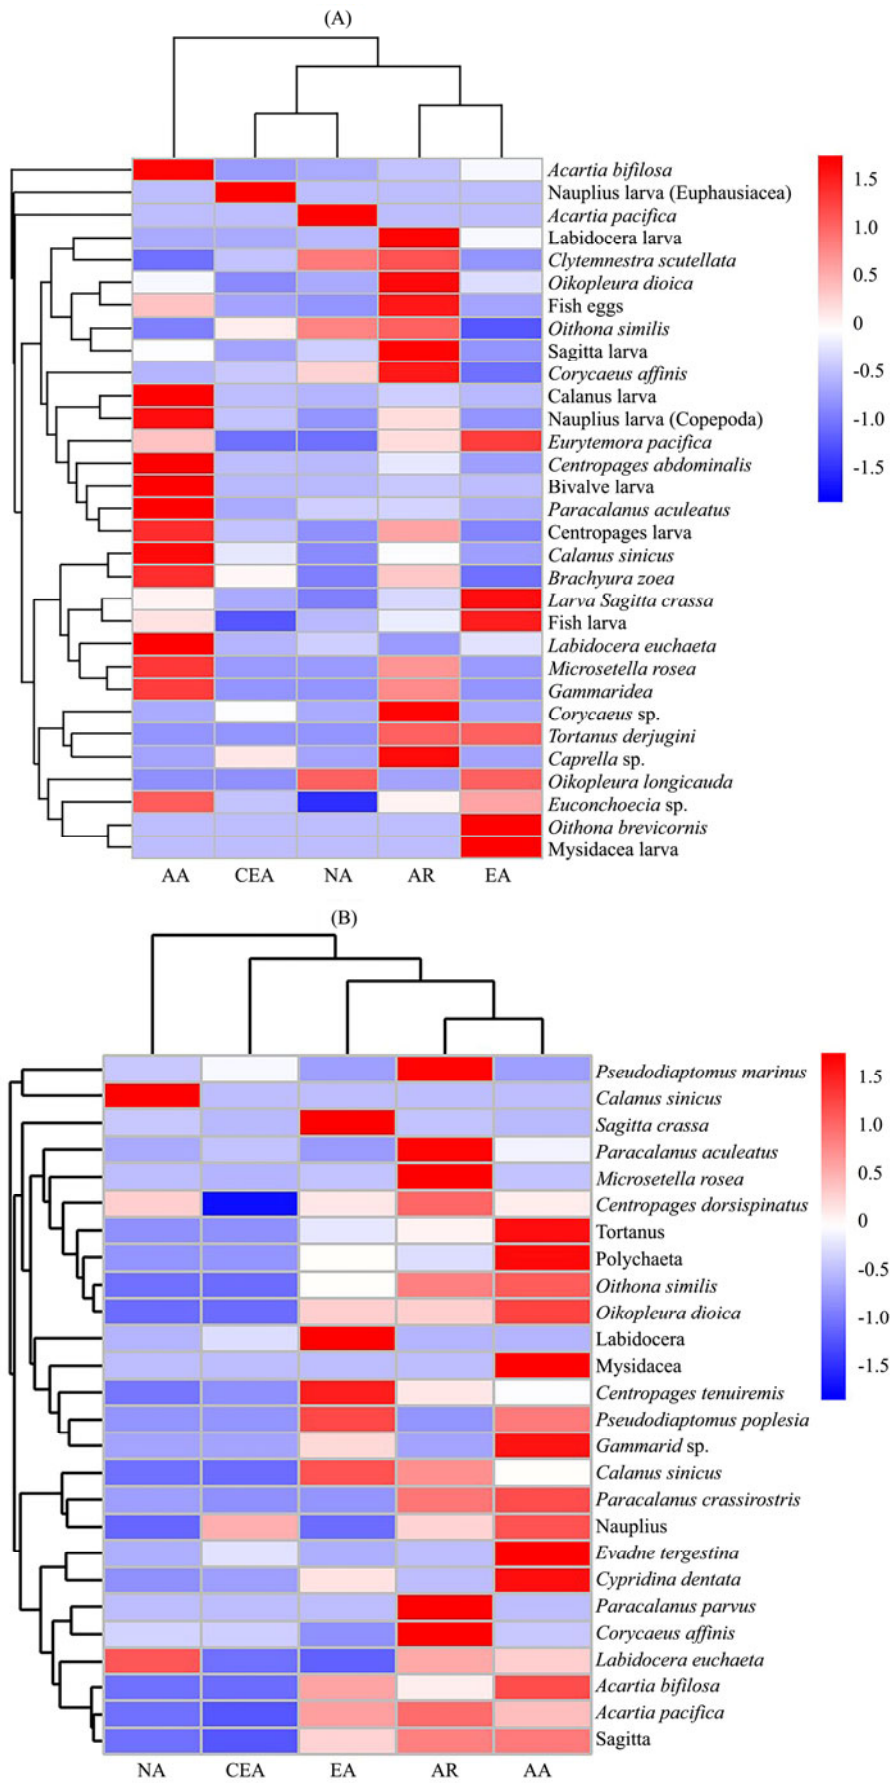 (A)
Acartia bifilosa
Nauplius larva (Euphausiacea)
Acartia pacifica
Labidocera larva
Clytemnestra scutellata
Oikopleura dioica
Fish eggs
Oithona similis
Sagitta larva
Corycaeus affinis
Calanus larva
Nauplius larva (Copepoda)
Eurytemora pacifica
Centropages abdominalis
Bivalve larva
Paracalanus aculeatus
Centropages larva
Calanus sinicus
Brachyura zoea
Larva Sagitta crassa
Fish larva
Labidocera euchaeta
Microsetella rosea
Gammaridea
Corycaeus sp.
Tortanus derjugini
Caprella sp.
Oikopleura longicauda
Euconchoecia sp.
Oithona brevicornis
Mysidacea larva
1.5
1.0
0.5
0
-0.5
-1.0
-1.5
AA CEA NA AR EA
(B)
Pseudodiaptomus marinus
Calanus sinicus
Sagitta crassa
Paracalanus aculeatus
Microsetella rosea
Centropages dorsispinatus
Tortanus
Polychaeta
Oithona similis
Oikopleura dioica
Labidocera
Mysidacea
Centropages tenuiremis
Pseudodiaptomus poplesia
Gammarid sp.
Calanus sinicus
Paracalanus crassirostris
Nauplius
Evadne tergestina
Cypridina dentata
Paracalanus parvus
Corycaeus affinis
Labidocera euchaeta
Acartia bifilosa
Acartia pacifica
Sagitta
1.5
1.0
0.5
0
-0.5
-1.0
-1.5
NA CEA EA AR AA